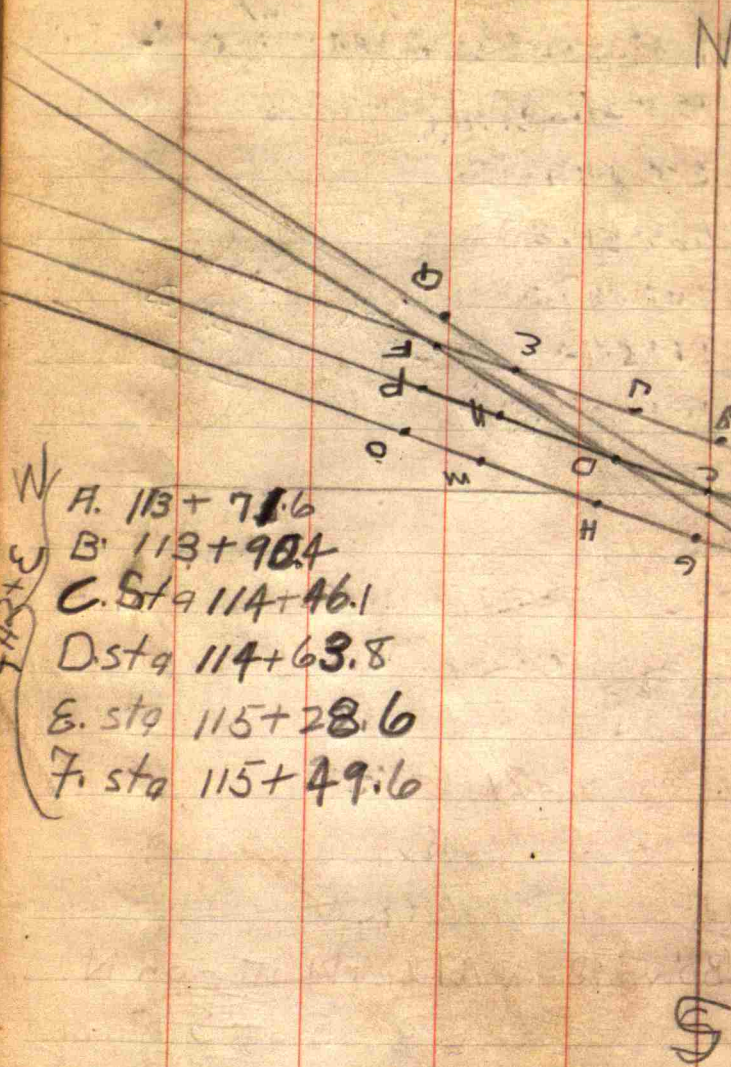 N
Q
F
3
P
N
L
B
O
O
C
M
H
G
W
A. 113+71.6
B. 113+90.4
C. Sta 114+46.1
D. sta 114+63.8
E. sta 115+28.6
F. sta 115+49.6
S